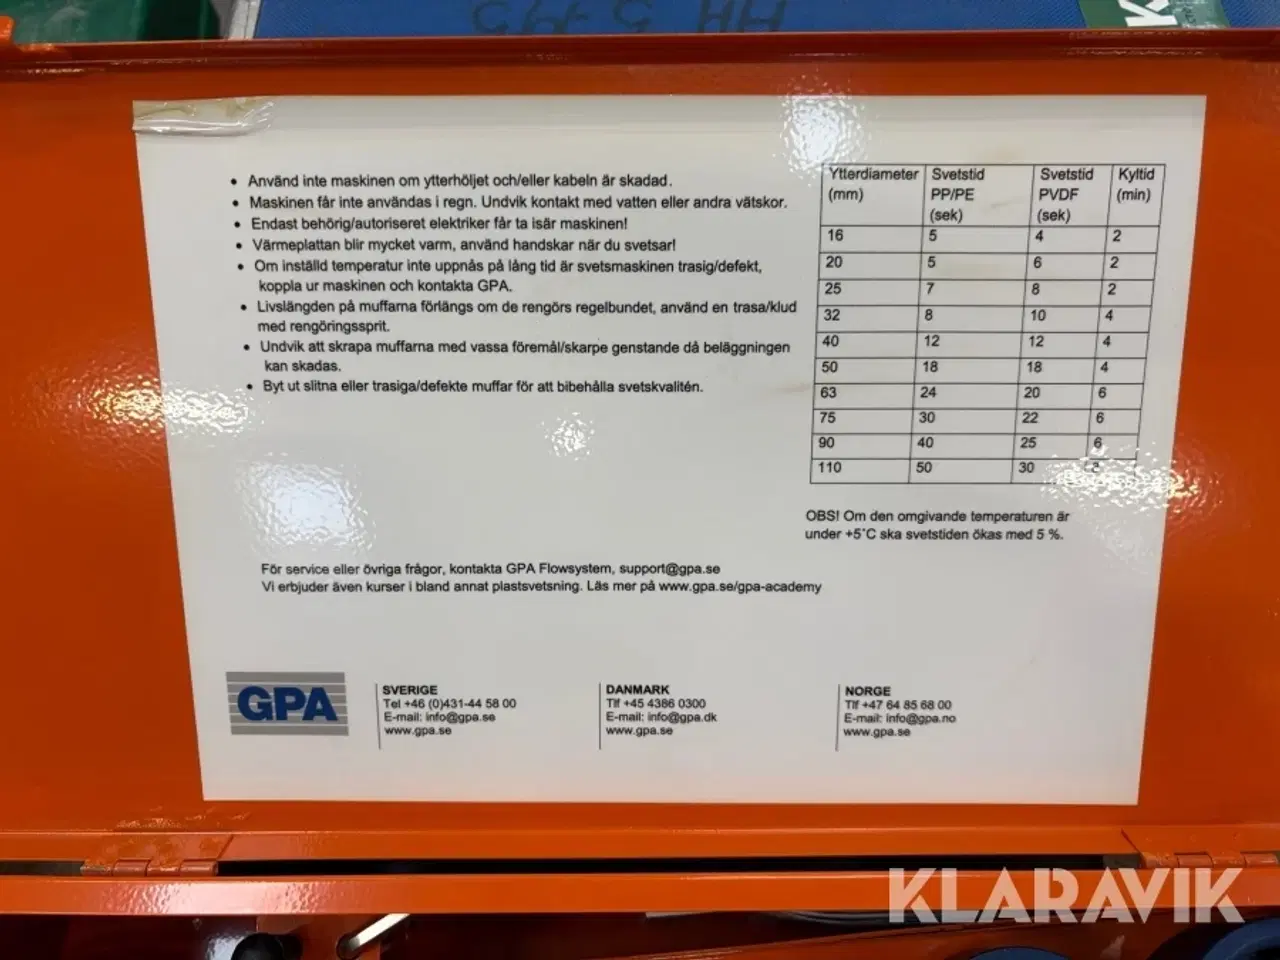 AH 5795
• Använd inte maskinen om ytterhöljet och/eller kabeln är skadad.
• Maskinen får inte användas i regn. Undvik kontakt med vatten eller andra vätskor.
• Endast behörig/autoriseret elektriker får ta isär maskinen!
• Värmeplattan blir mycket varm, använd handskar när du svetsar!
• Om inställd temperatur inte uppnås på lång tid är svetsmaskinen trasig/defekt,
koppla ur maskinen och kontakta GPA.
• Livslängden på muffarna förlängs om de rengörs regelbundet, använd en trasa/klud
med rengöringssprit.
• Undvik att skrapa muffarna med vassa föremål/skarpe genstande då beläggningen
kan skadas.
• Byt ut slitna eller trasiga/defekte muffar för att bibehålla svetskvalitén.
Ytterdiameter Svetstid Svetstid Kyltid
(mm) PP/PE PVDF (min)
(sek) (sek)
16 5 4 2
20 5 6 2
25 7 8 2
32 8 10 4
40 12 12 4
50 18 18 4
63 24 20 6
75 30 22 6
90 40 25 6
110 50 30
OBS! Om den omgivande temperaturen är
under +5°C ska svetstiden ökas med 5 %.
För service eller övriga frågor, kontakta GPA Flowsystem, support@gpa.se
Vi erbjuder även kurser i bland annat plastsvetsning. Läs mer på www.gpa.se/gpa-academy
GPA
SVERIGE
Tel +46 (0)431-44 58 00
E-mail: info@gpa.se
www.gpa.se
DANMARK
Tlf +45 4386 0300
E-mail: info@gpa.dk
www.gpa.se
NORGE
Tlf +47 64 85 68 00
E-mail: info@gpa.no
www.gpa.se
KLARAVIK